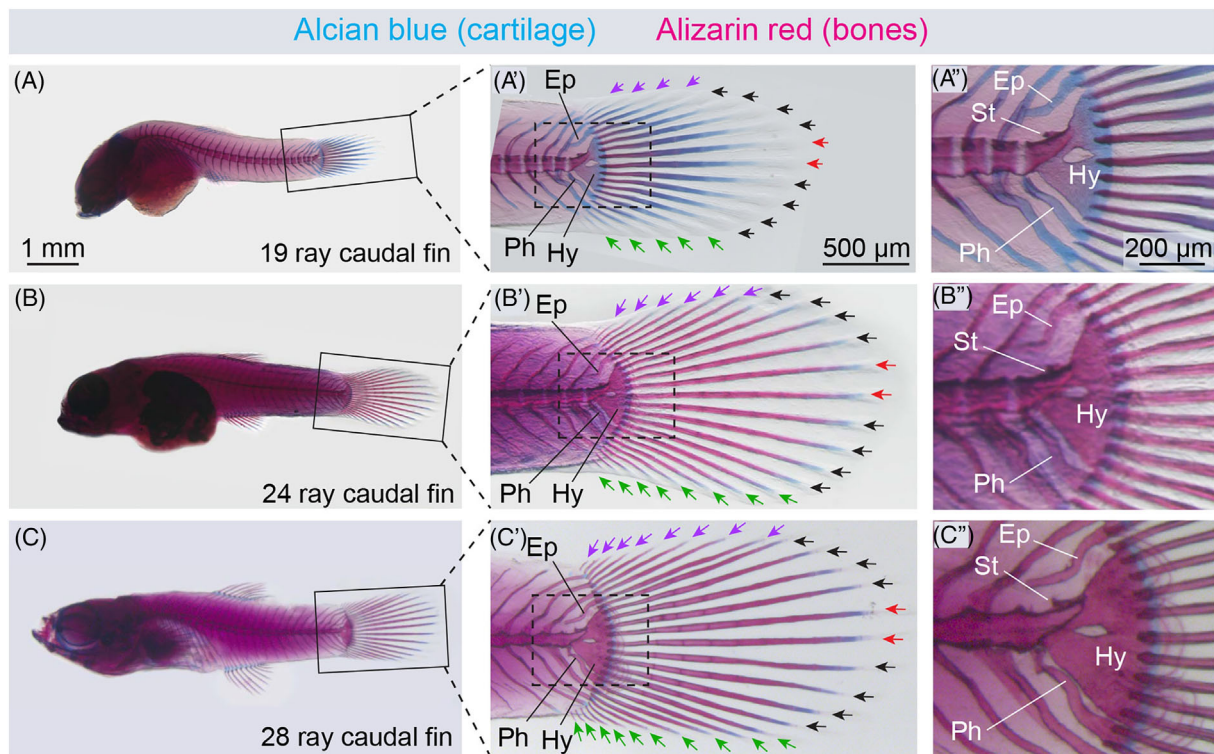 Alcian blue (cartilage) Alizarin red (bones)
(A)
1 mm
19 ray caudal fin
(A')
Ep
Ph
Hy
500 µm
(A'')
Ep
St
Hy
Ph
200 µm
(B)
24 ray caudal fin
(B')
Ep
Ph
Hy
(B'')
Ep
St
Hy
Ph
(C)
28 ray caudal fin
(C')
Ep
Ph
Hy
(C'')
Ep
St
Hy
Ph